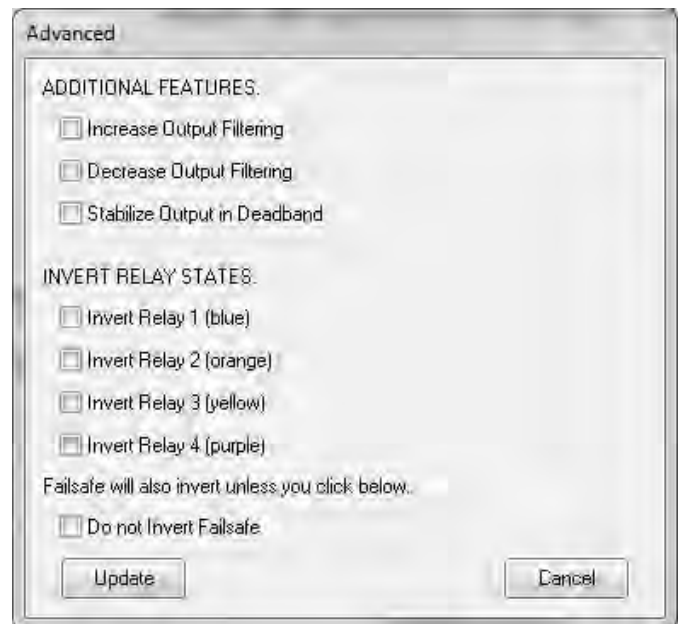 Advanced
ADDITIONAL FEATURES:
Increase Output Filtering
Decrease Output Filtering
Stabilize Output in Deadband
INVERT RELAY STATES:
Invert Relay 1 (blue)
Invert Relay 2 (orange)
Invert Relay 3 (yellow)
Invert Relay 4 (purple)
Failsafe will also invert unless you click below.
Do not Invert Failsafe
Update Cancel